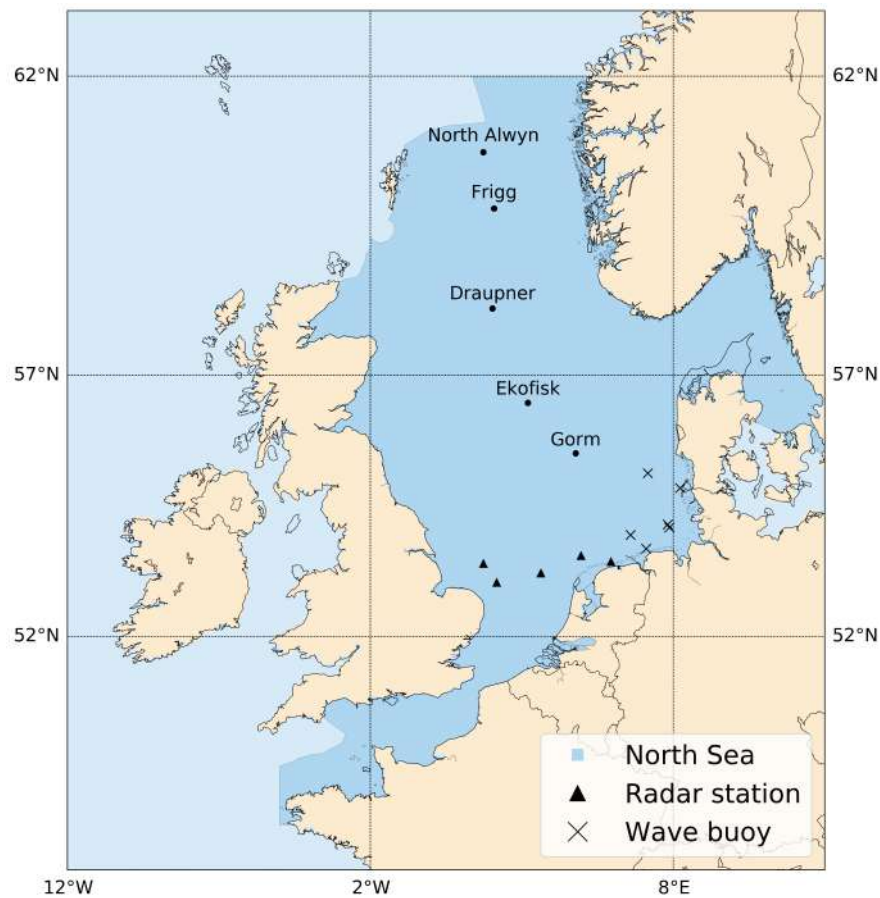 62°N
62°N
North Alwyn
Frigg
Draupner
57°N
57°N
Ekofisk
Gorm
52°N
52°N
North Sea
Radar station
Wave buoy
12°W
2°W
8°E